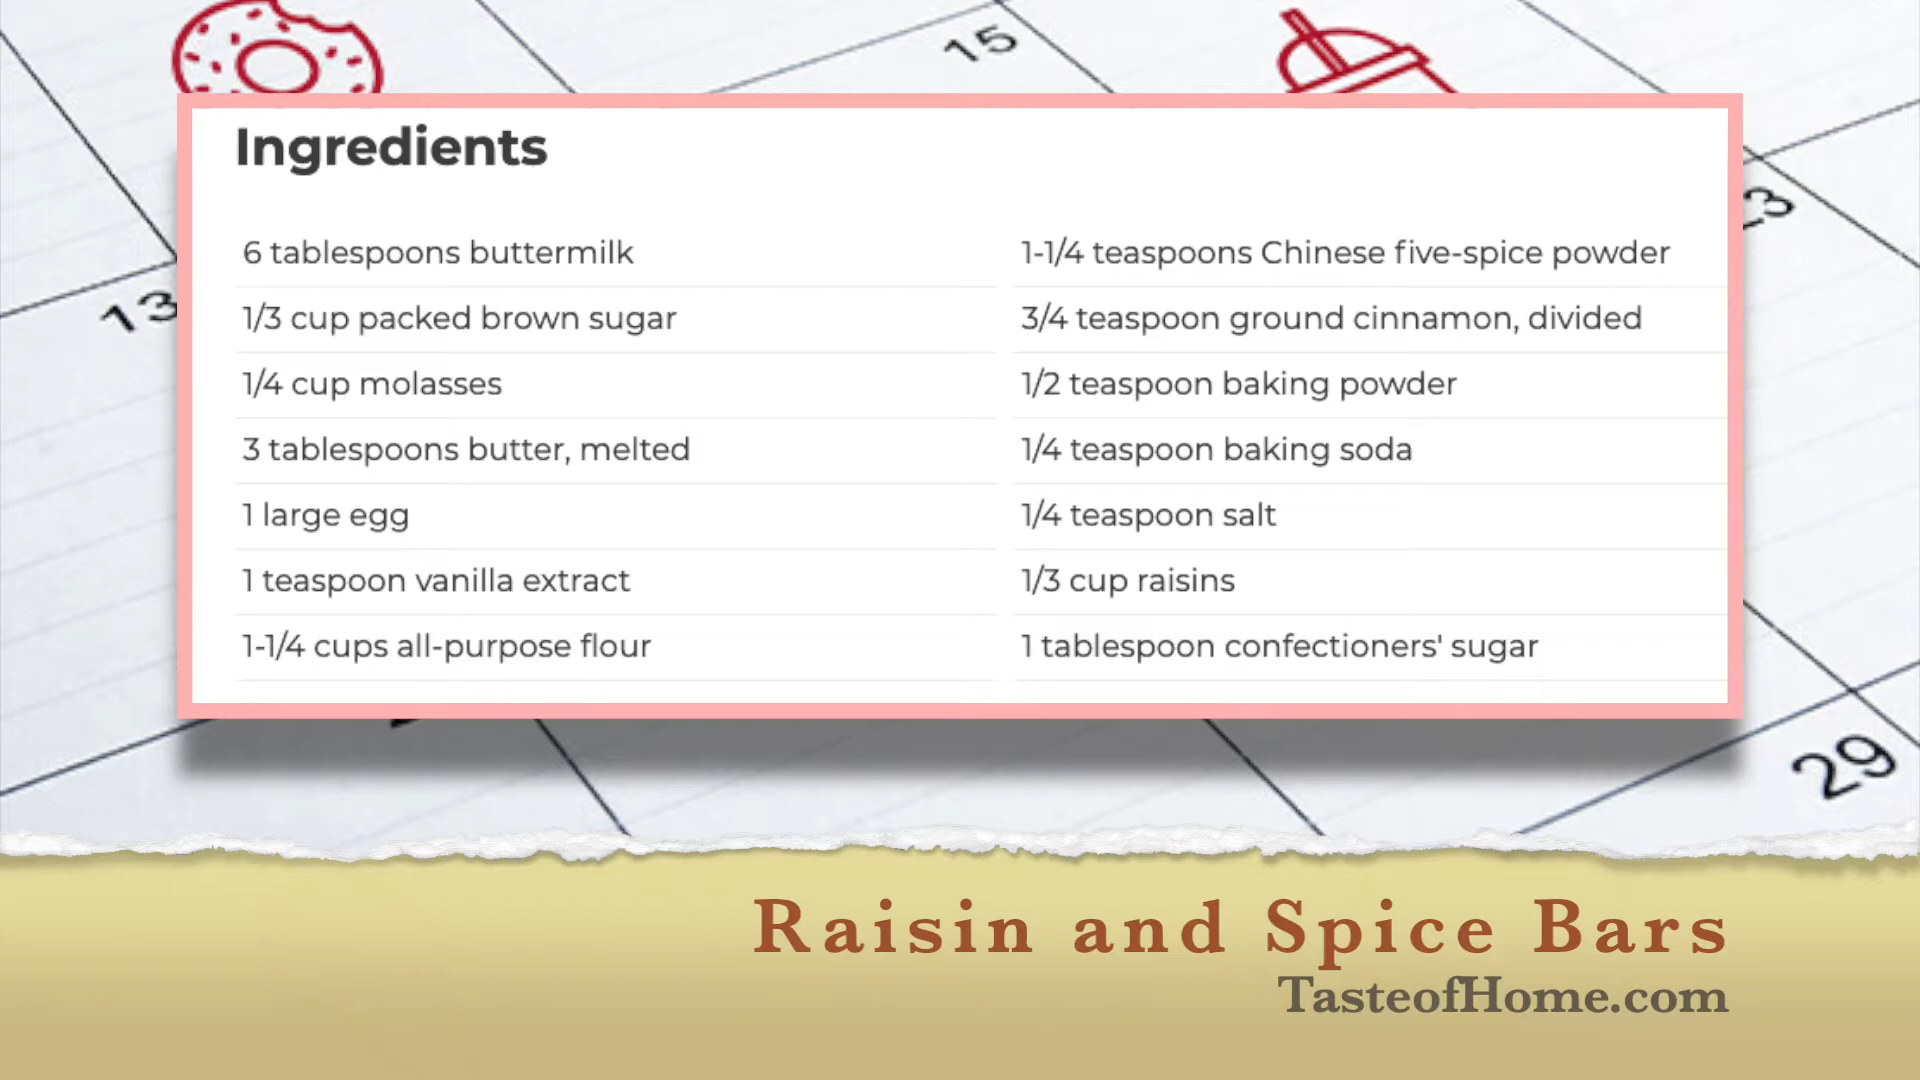 15
23
13
Ingredients
6 tablespoons buttermilk
1/3 cup packed brown sugar
1/4 cup molasses
3 tablespoons butter, melted
1 large egg
1 teaspoon vanilla extract
1-1/4 cups all-purpose flour
1-1/4 teaspoons Chinese five-spice powder
3/4 teaspoon ground cinnamon, divided
1/2 teaspoon baking powder
1/4 teaspoon baking soda
1/4 teaspoon salt
1/3 cup raisins
1 tablespoon confectioners' sugar
29
Raisin and Spice Bars
TasteofHome.com